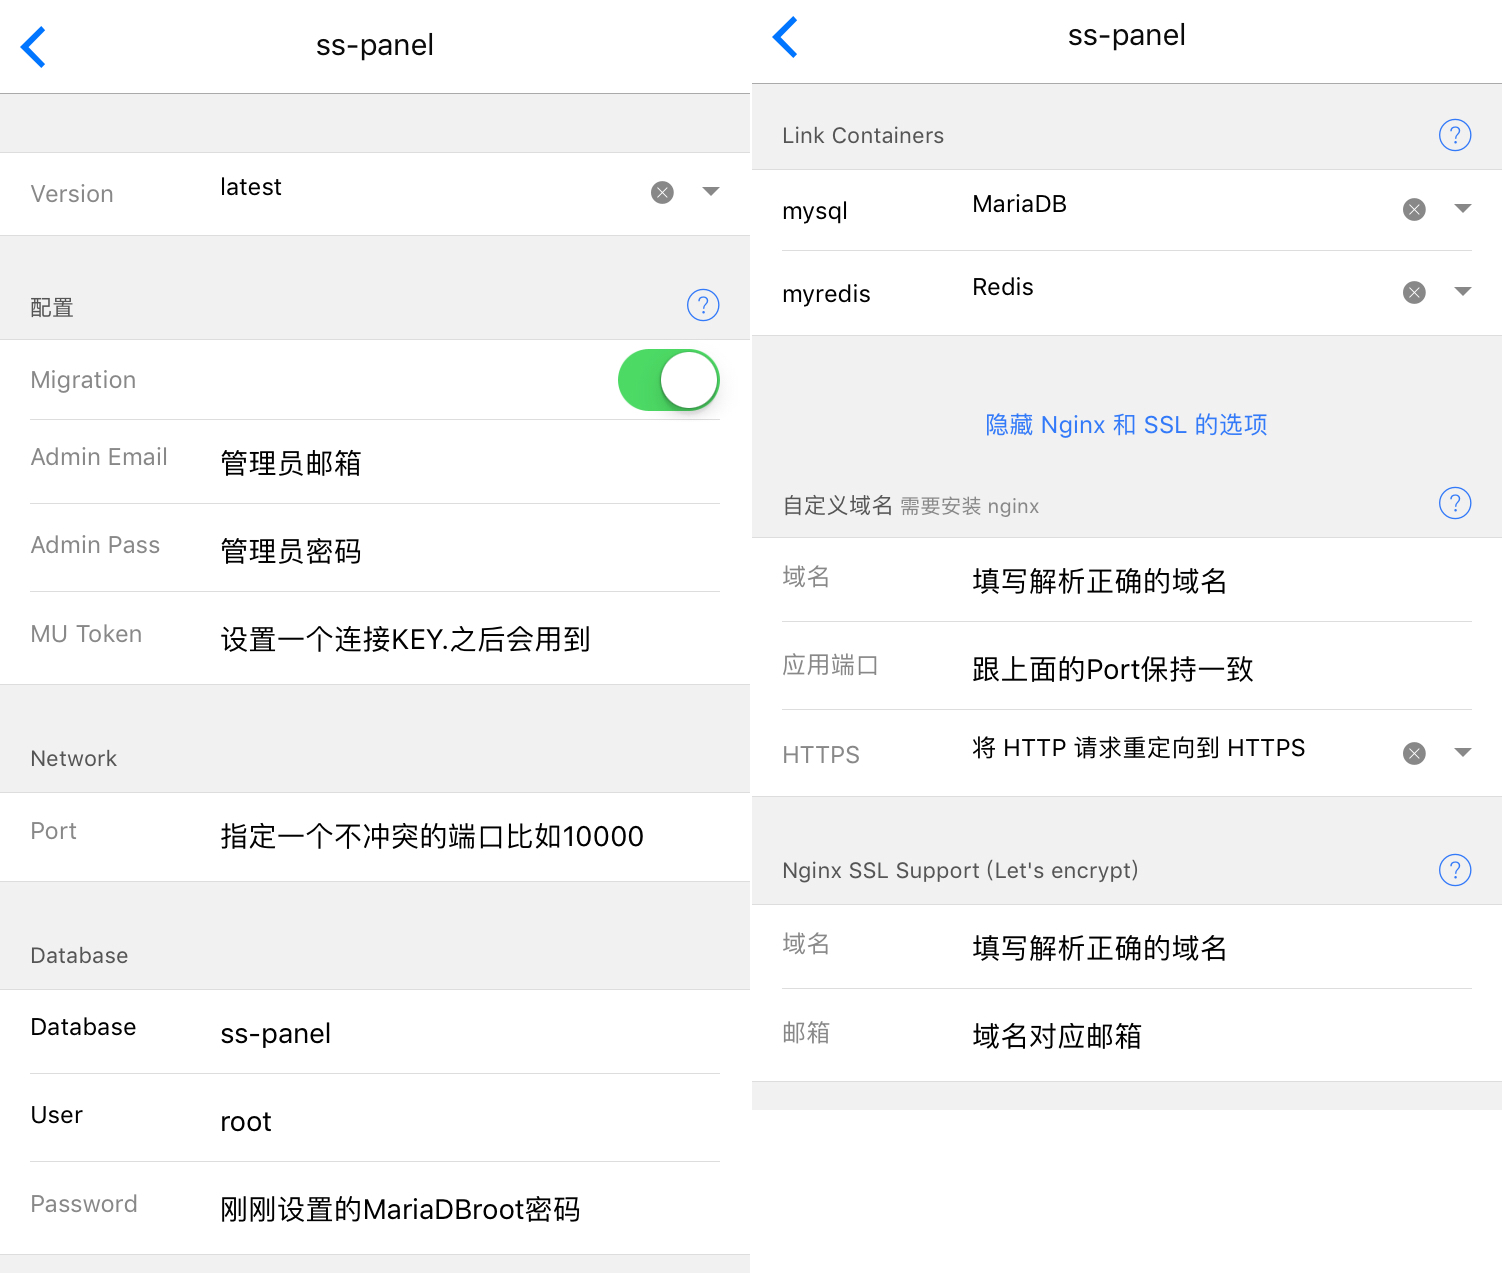 ss-panel
Version latest
配置
Migration
Admin Email 管理员邮箱
Admin Pass 管理员密码
MU Token 设置一个连接KEY.之后会用到
Network
Port 指定一个不冲突的端口比如10000
Database
Database ss-panel
User root
Password 刚刚设置的MariaDBroot密码
ss-panel
Link Containers
mysql MariaDB
myredis Redis
隐藏 Nginx 和 SSL 的选项
自定义域名 需要安装 nginx
域名 填写解析正确的域名
应用端口 跟上面的Port保持一致
HTTPS 将 HTTP 请求重定向到 HTTPS
Nginx SSL Support (Let's encrypt)
域名 填写解析正确的域名
邮箱 域名对应邮箱